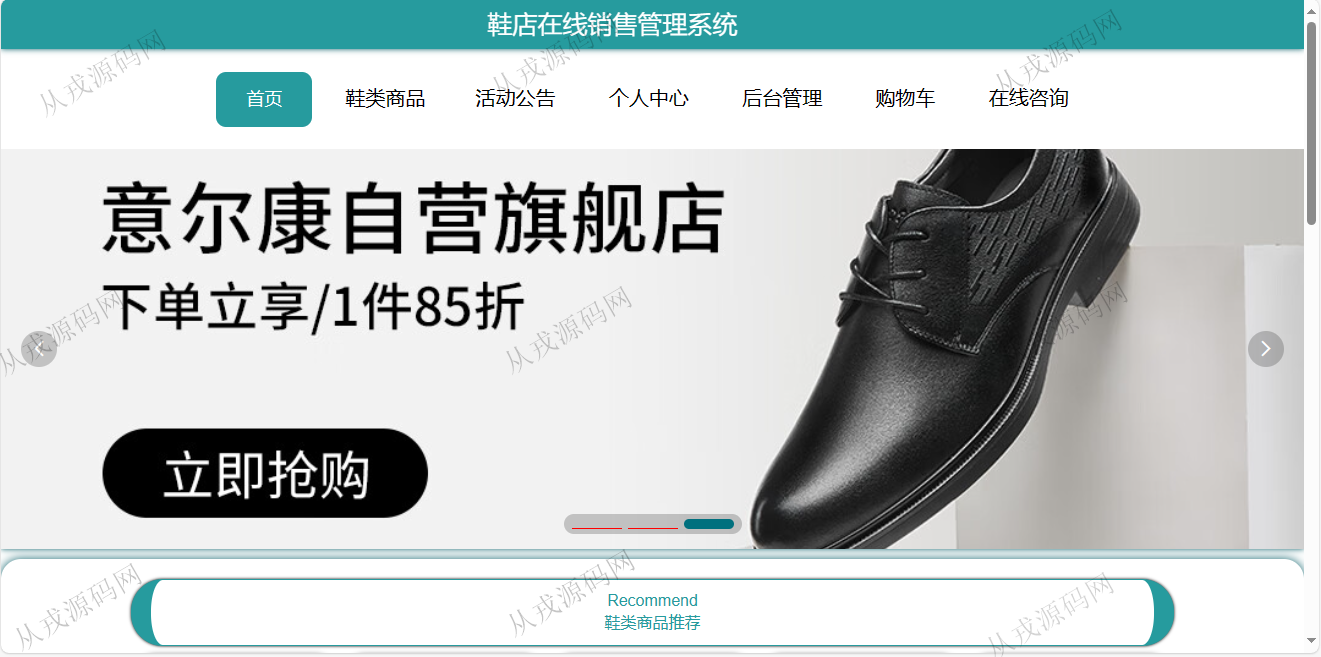 鞋店在线销售管理系统
首页 鞋类商品 活动公告 个人中心 后台管理 购物车 在线咨询
意尔康自营旗舰店
下单立享/1件85折
立即抢购
Recommend
鞋类商品推荐
从戎源码网
从戎源码网
从戎源码网
从戎源码网
从戎源码网
从戎源码网
从戎源码网
从戎源码网
从戎源码网